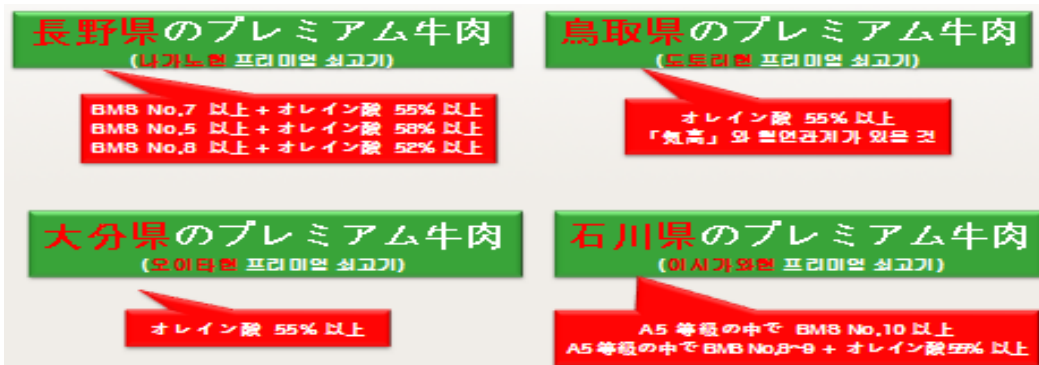 長野県のプレミアム牛肉
(나가노현 프리미엄 쇠고기)
BMS No.7 以上 + オレイン酸 55% 以上
BMS No.5 以上 + オレイン酸 58% 以上
BMS No.8 以上 + オレイン酸 52% 以上
鳥取県のプレミアム牛肉
(돗토리현 프리미엄 쇠고기)
オレイン酸 55% 以上
「気高」와 혈연관계가 있을 것
大分県のプレミアム牛肉
(오이타현 프리미엄 쇠고기)
オレイン酸 55% 以上
石川県のプレミアム牛肉
(이시가와현 프리미엄 쇠고기)
A5 等級の中で BMS No.10 以上
A5 等級の中で BMS No.8~9 + オレイン酸55% 以上